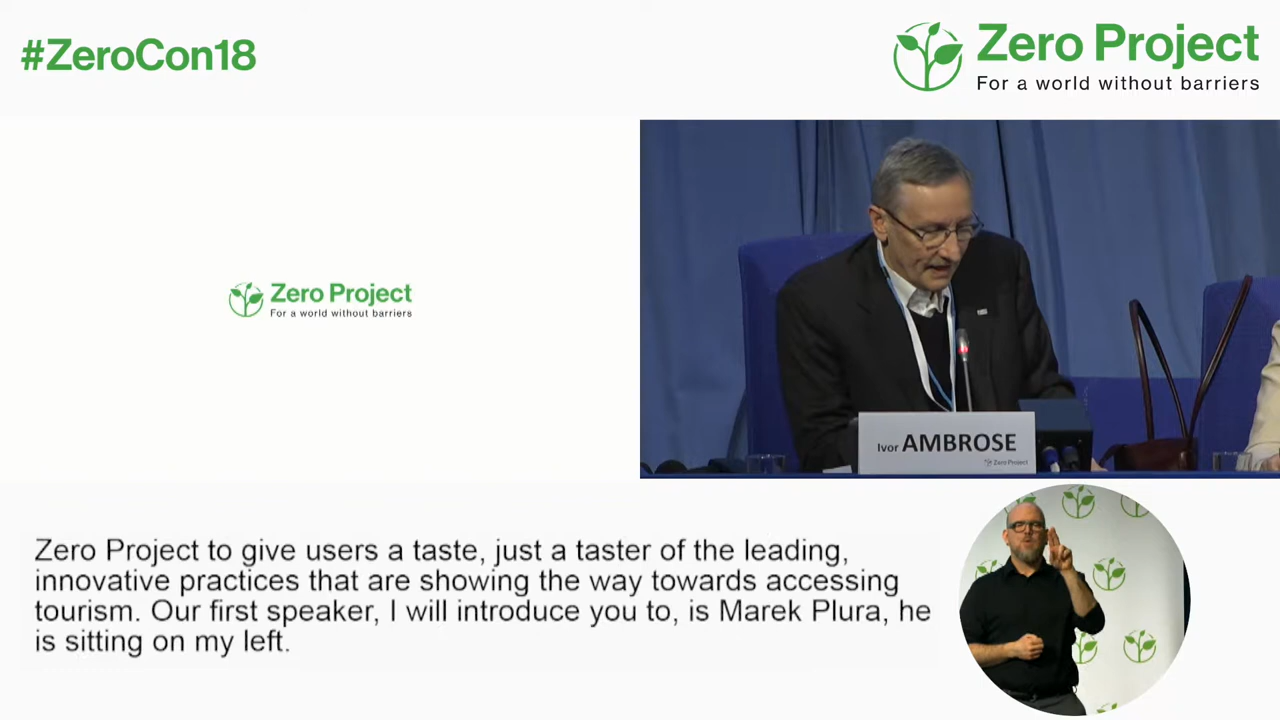 #ZeroCon18
Zero Project
For a world without barriers
Zero Project
For a world without barriers
Ivor AMBROSE
Zero Project
Zero Project to give users a taste, just a taster of the leading,
innovative practices that are showing the way towards accessing
tourism. Our first speaker, I will introduce you to, is Marek Plura, he
is sitting on my left.